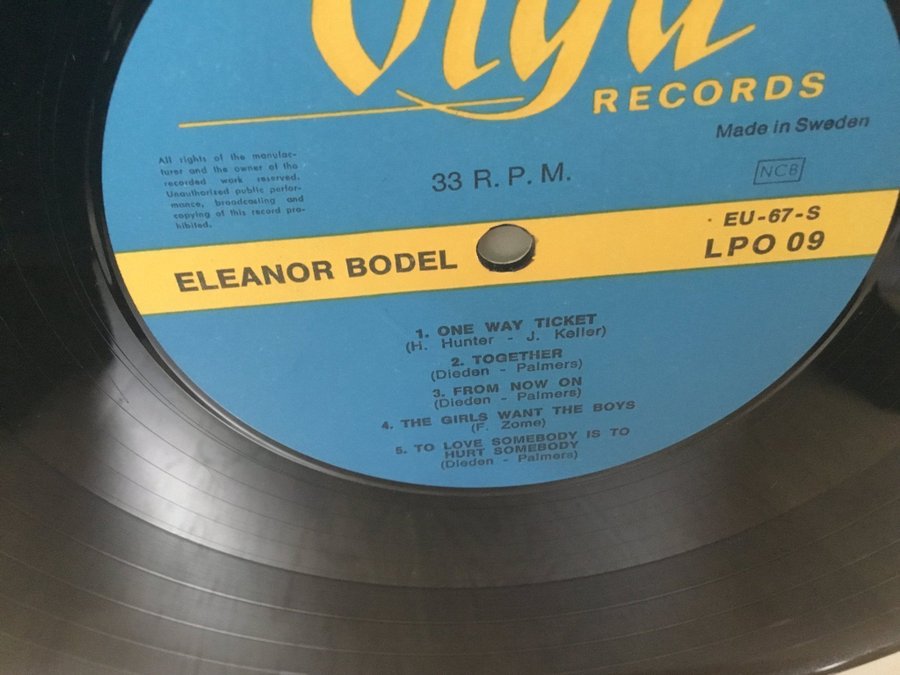 Olga
RECORDS
Made in Sweden
All rights of the manufac-
turer and the owner of the
recorded work reserved.
Unauthorized public perfor-
mance, broadcasting and
copying of this record pro-
hibited.
33 R. P. M.
NCB
EU-67-S
ELEANOR BODEL
LPO 09
1. ONE WAY TICKET
(H. Hunter - J. Keller)
2. TOGETHER
(Dieden - Palmers)
3. FROM NOW ON
(Dieden - Palmers)
4. THE GIRLS WANT THE BOYS
(F. Zome)
5. TO LOVE SOMEBODY IS TO
HURT SOMEBODY
(Dieden - Palmers)